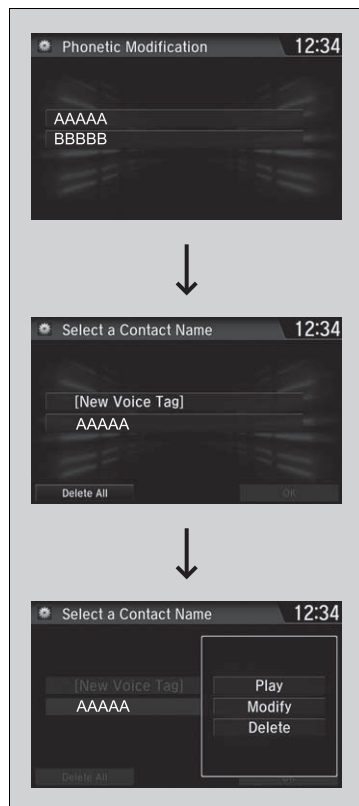 Phonetic Modification 12:34
AAAAA
BBBBB
Select a Contact Name 12:34
[New Voice Tag]
AAAAA
Delete All OK
Select a Contact Name 12:34
[New Voice Tag]
AAAAA
Play
Modify
Delete
Delete All OK